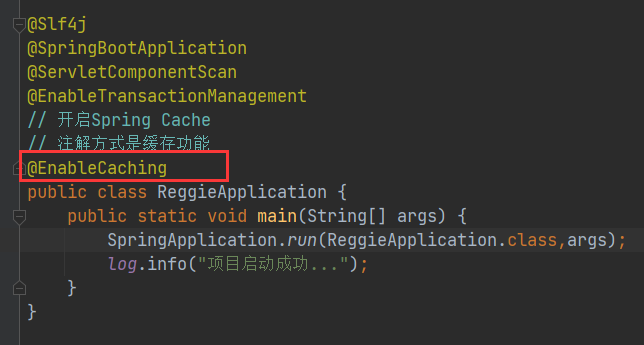 @Slf4j
@SpringBootApplication
@ServletComponentScan
@EnableTransactionManagement
// 开启Spring Cache
// 注解方式是缓存功能
@EnableCaching
public class ReggieApplication {
    public static void main(String[] args) {
        SpringApplication.run(ReggieApplication.class,args);
        log.info("项目启动成功...");
    }
}